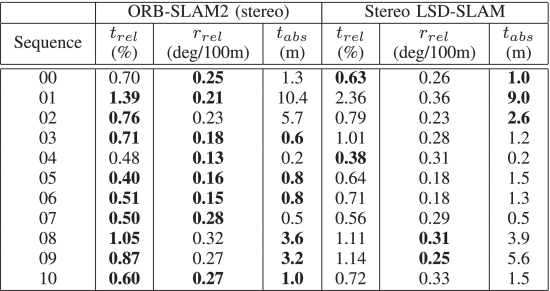 ORB-SLAM2 (stereo) Stereo LSD-SLAM
Sequence t_rel (%) r_rel (deg/100m) t_abs (m) t_rel (%) r_rel (deg/100m) t_abs (m)
00 0.70 0.25 1.3 0.63 0.26 1.0
01 1.39 0.21 10.4 2.36 0.36 9.0
02 0.76 0.23 5.7 0.79 0.23 2.6
03 0.71 0.18 0.6 1.01 0.28 1.2
04 0.48 0.13 0.2 0.38 0.31 0.2
05 0.40 0.16 0.8 0.64 0.18 1.5
06 0.51 0.15 0.8 0.71 0.18 1.3
07 0.50 0.28 0.5 0.56 0.29 0.5
08 1.05 0.32 3.6 1.11 0.31 3.9
09 0.87 0.27 3.2 1.14 0.25 5.6
10 0.60 0.27 1.0 0.72 0.33 1.5